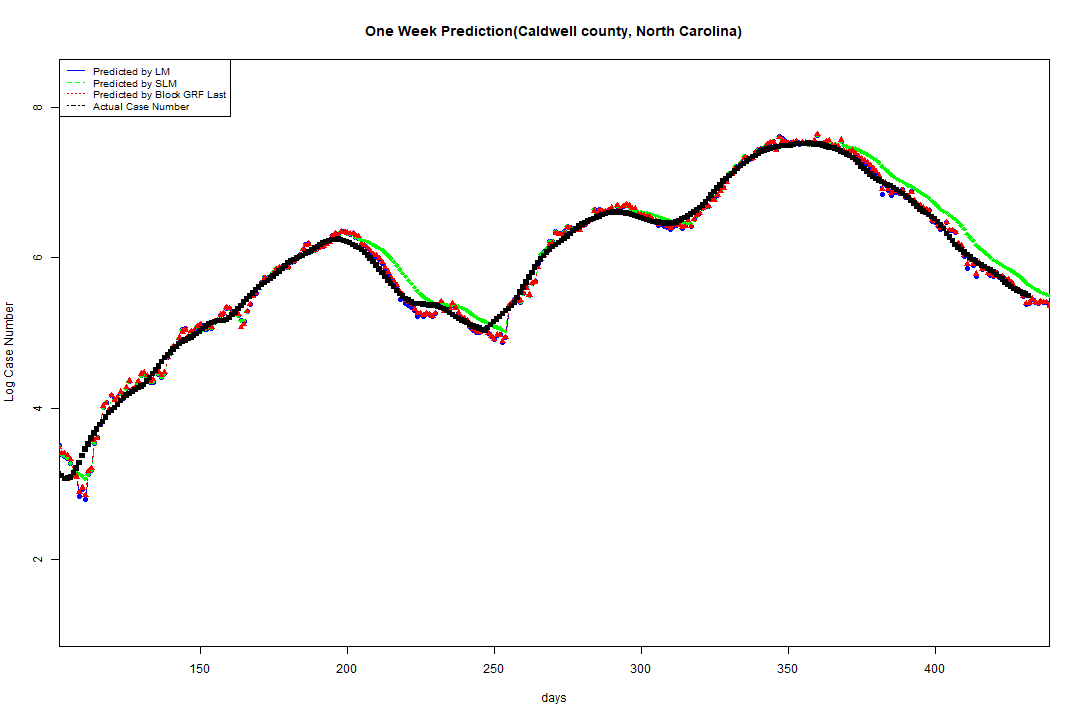 One Week Prediction(Caldwell county, North Carolina)
Predicted by LM
Predicted by SLM
Predicted by Block GRF Last
Actual Case Number
8
6
4
2
Log Case Number
150 200 250 300 350 400
days